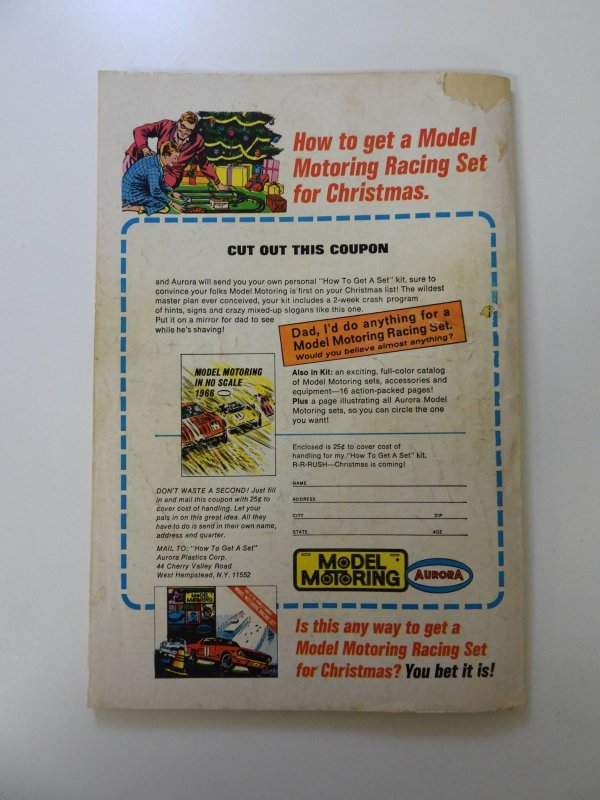 How to get a Model
Motoring Racing Set
for Christmas.
CUT OUT THIS COUPON
and Aurora will send you your own personal "How To Get A Set" kit, sure to
convince your folks Model Motoring is first on your Christmas list! The wildest
master plan ever conceived, your kit includes a 2-week crash program
of hints, signs and crazy mixed-up slogans like this one.
Put it on a mirror for dad to see
while he's shaving!
Dad, I'd do anything for a
Model Motoring Racing Set.
Would you believe almost anything?
MODEL MOTORING
IN HO SCALE
1966
Also in Kit: an exciting, full-color catalog
of Model Motoring sets, accessories and
equipment—16 action-packed pages!
Plus a page illustrating all Aurora Model
Motoring sets, so you can circle the one
you want!
Enclosed is 25¢ to cover cost of
handling for my "How To Get A Set" kit.
R-R-RUSH—Christmas is coming!
NAME
ADDRESS
CITY ZIP
STATE AGE
DON'T WASTE A SECOND! Just fill
in and mail this coupon with 25¢ to
cover cost of handling. Let your
pals in on this great idea. All they
have to do is send in their own name,
address and quarter.
MAIL TO: "How To Get A Set"
Aurora Plastics Corp.
44 Cherry Valley Road
West Hempstead, N.Y. 11552
MODEL
MOTORING
AURORA
MODEL
MOTORING
11
Is this any way to get a
Model Motoring Racing Set
for Christmas? You bet it is!